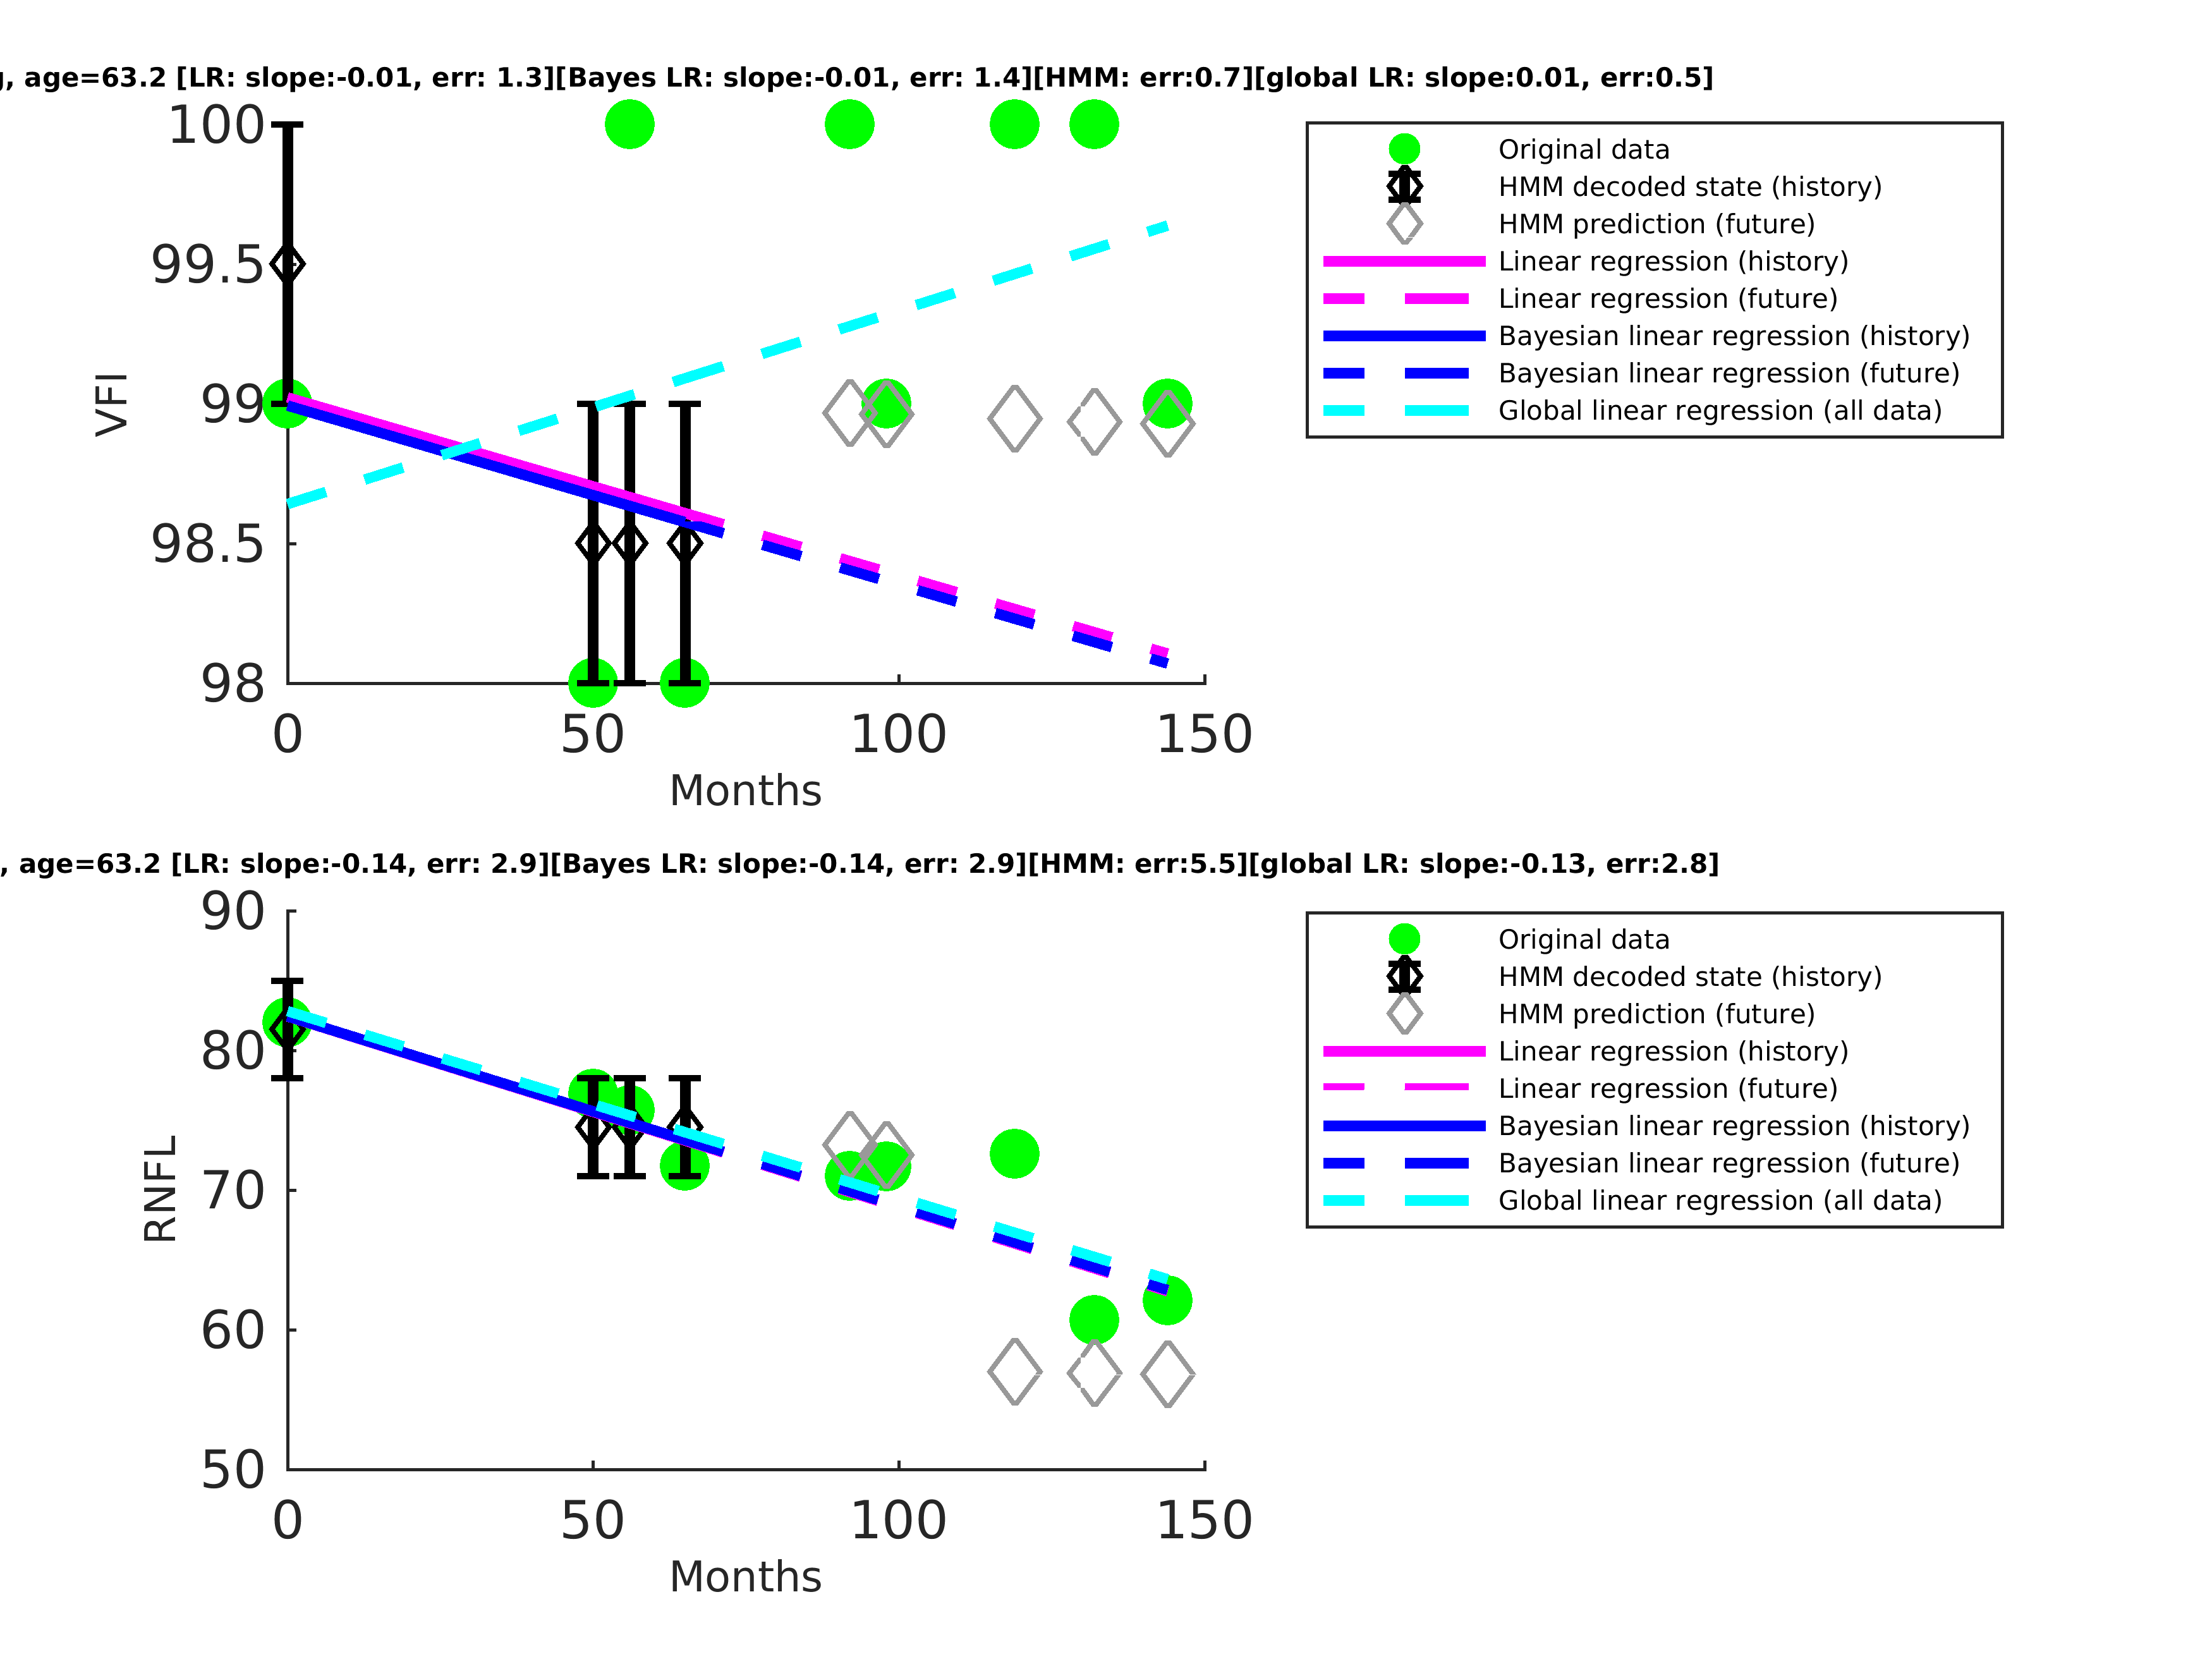 , age=63.2 [LR: slope:-0.01, err: 1.3][Bayes LR: slope:-0.01, err: 1.4][HMM: err:0.7][global LR: slope:0.01, err:0.5]
100
99.5
99
98.5
98
VFI
0 50 100 150
Months
Original data
HMM decoded state (history)
HMM prediction (future)
Linear regression (history)
Linear regression (future)
Bayesian linear regression (history)
Bayesian linear regression (future)
Global linear regression (all data)
, age=63.2 [LR: slope:-0.14, err: 2.9][Bayes LR: slope:-0.14, err: 2.9][HMM: err:5.5][global LR: slope:-0.13, err:2.8]
90
80
70
60
50
RNFL
0 50 100 150
Months
Original data
HMM decoded state (history)
HMM prediction (future)
Linear regression (history)
Linear regression (future)
Bayesian linear regression (history)
Bayesian linear regression (future)
Global linear regression (all data)